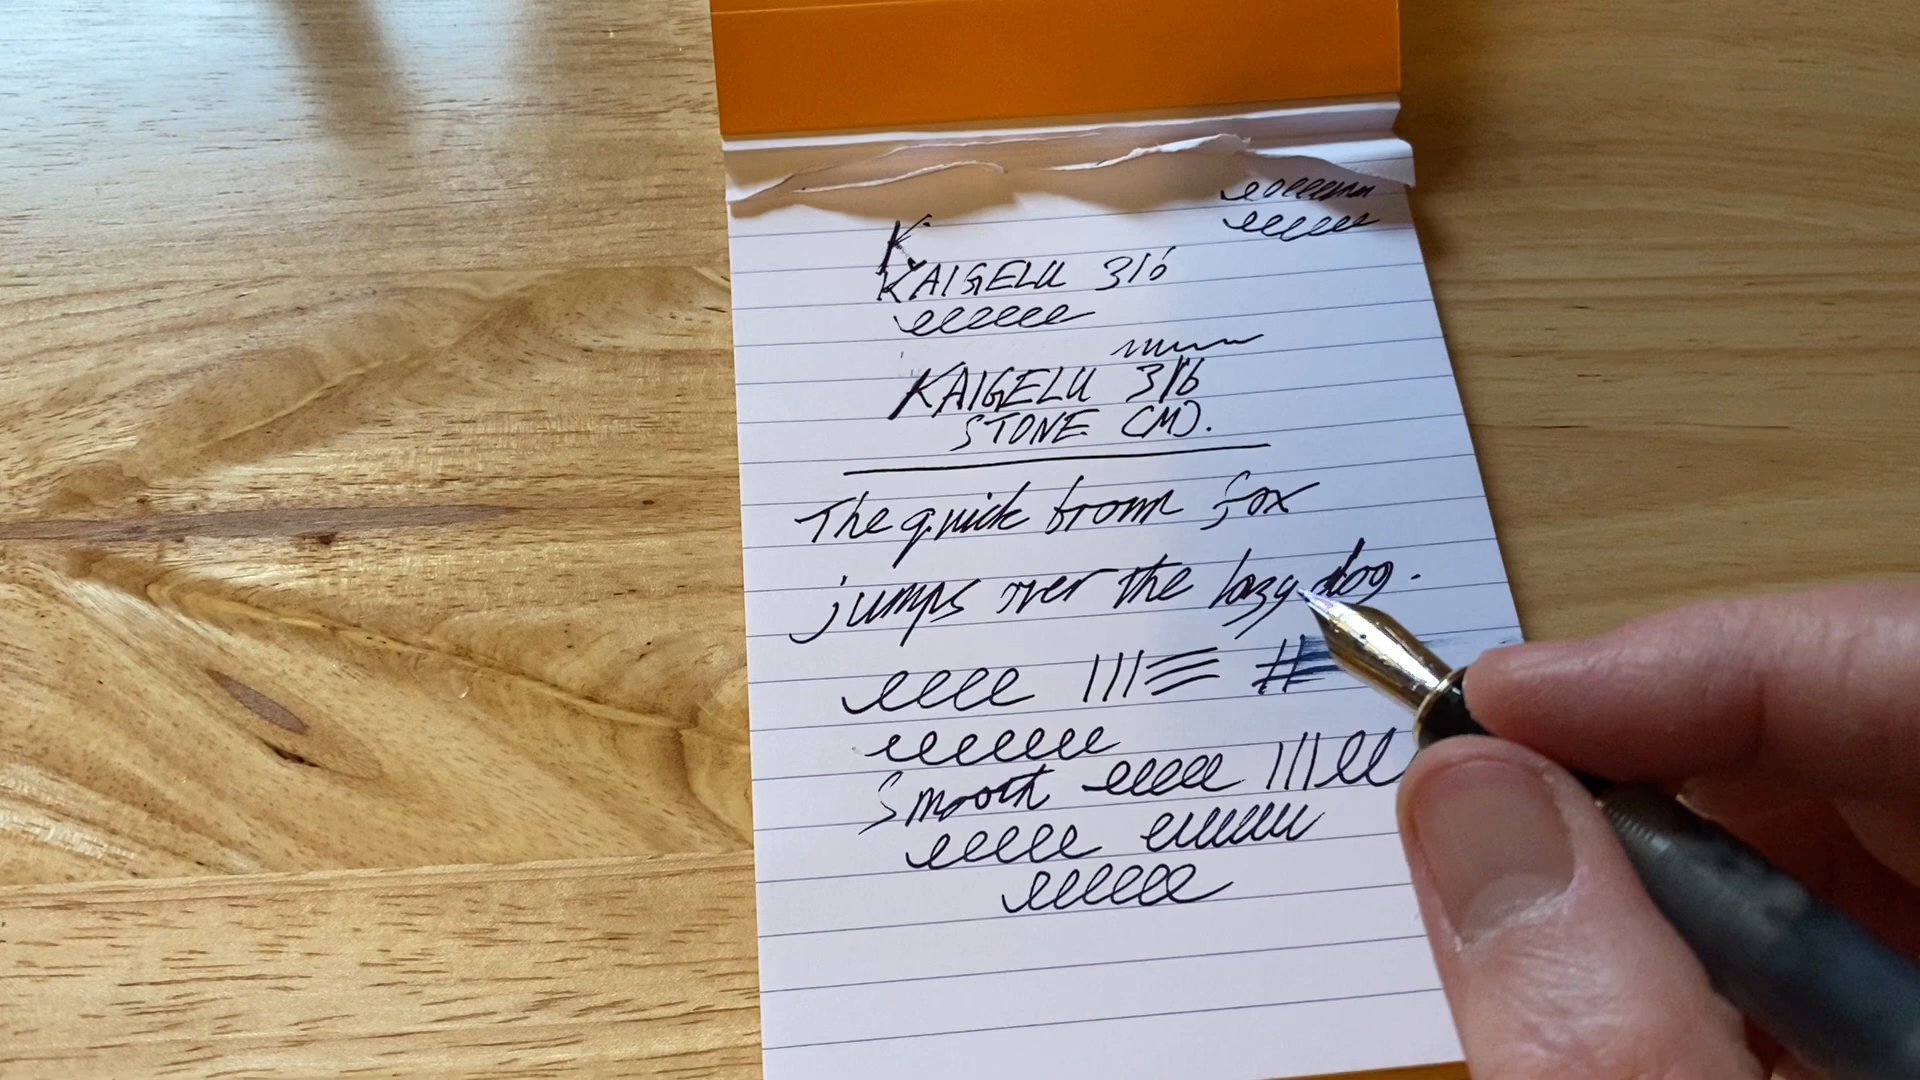 K
KAIGELU 316
KAIGELU 316
STONE (M).
The quick brown fox
jumps over the lazy dog.
Smooth